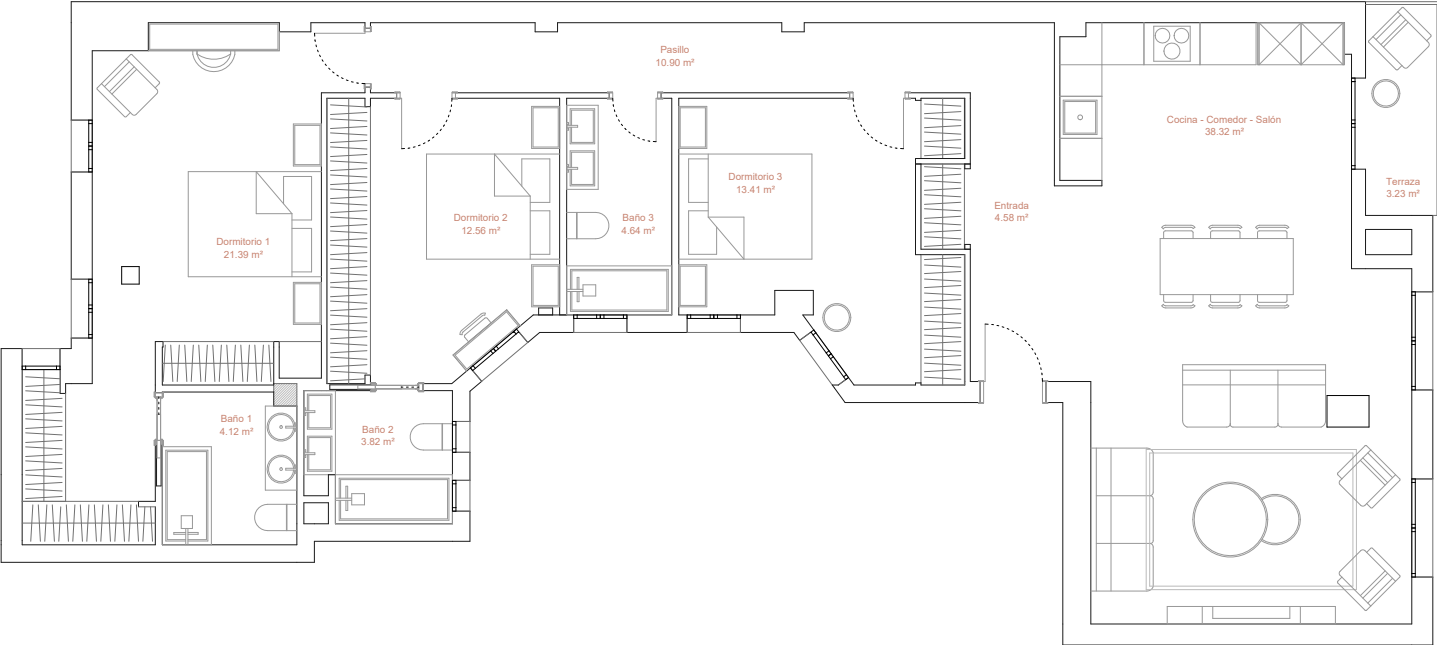 Pasillo
10.90 m²
Cocina - Comedor - Salón
38.32 m²
Terraza
3.23 m²
Dormitorio 3
13.41 m²
Entrada
4.58 m²
Dormitorio 2
12.56 m²
Baño 3
4.64 m²
Dormitorio 1
21.39 m²
Baño 1
4.12 m²
Baño 2
3.82 m²